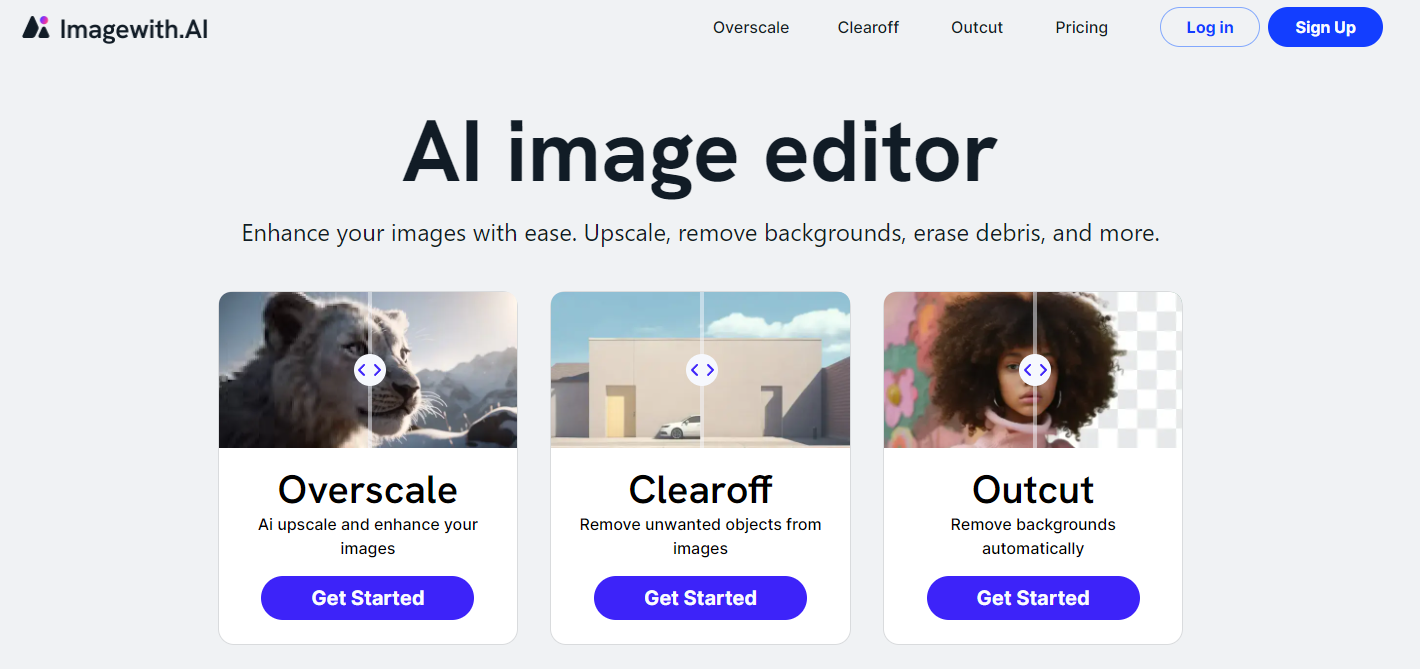 Imagewith.AI
Overscale
Clearoff
Outcut
Pricing
Log in
Sign Up
AI image editor
Enhance your images with ease. Upscale, remove backgrounds, erase debris, and more.
Overscale
Ai upscale and enhance your
images
Get Started
Clearoff
Remove unwanted objects from
images
Get Started
Outcut
Remove backgrounds
automatically
Get Started